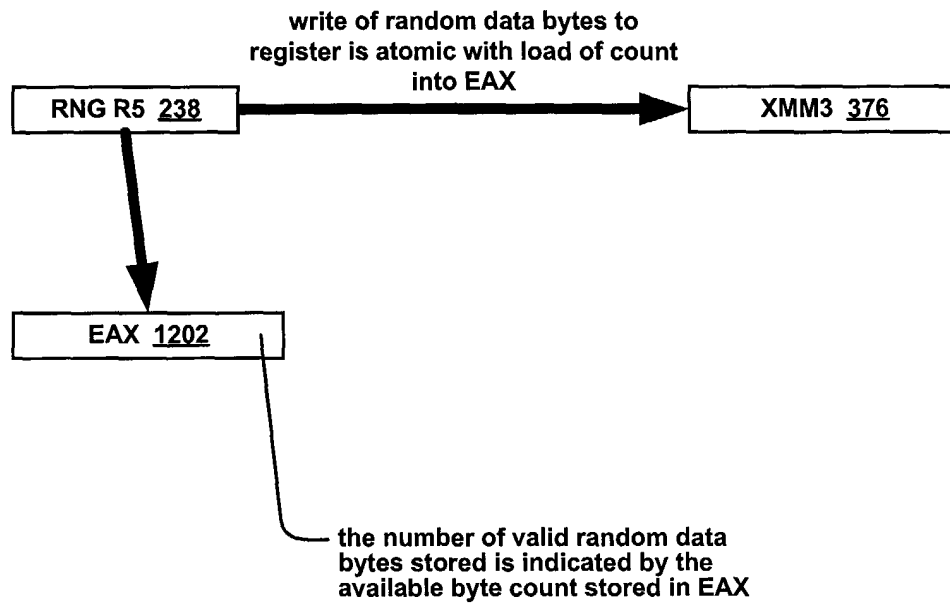 write of random data bytes to
register is atomic with load of count
into EAX
RNG R5 238
XMM3 376
EAX 1202
the number of valid random data
bytes stored is indicated by the
available byte count stored in EAX